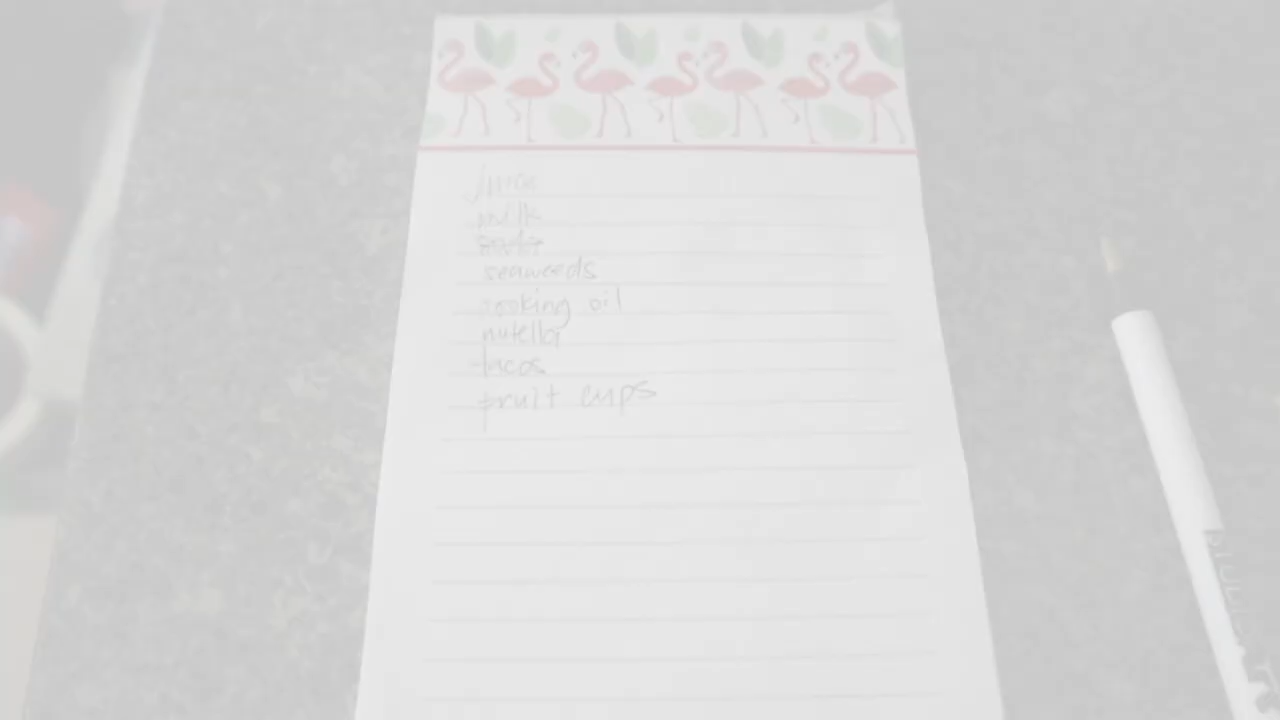 milk
seaweeds
cooking oil
nutella
tacos
fruit cups